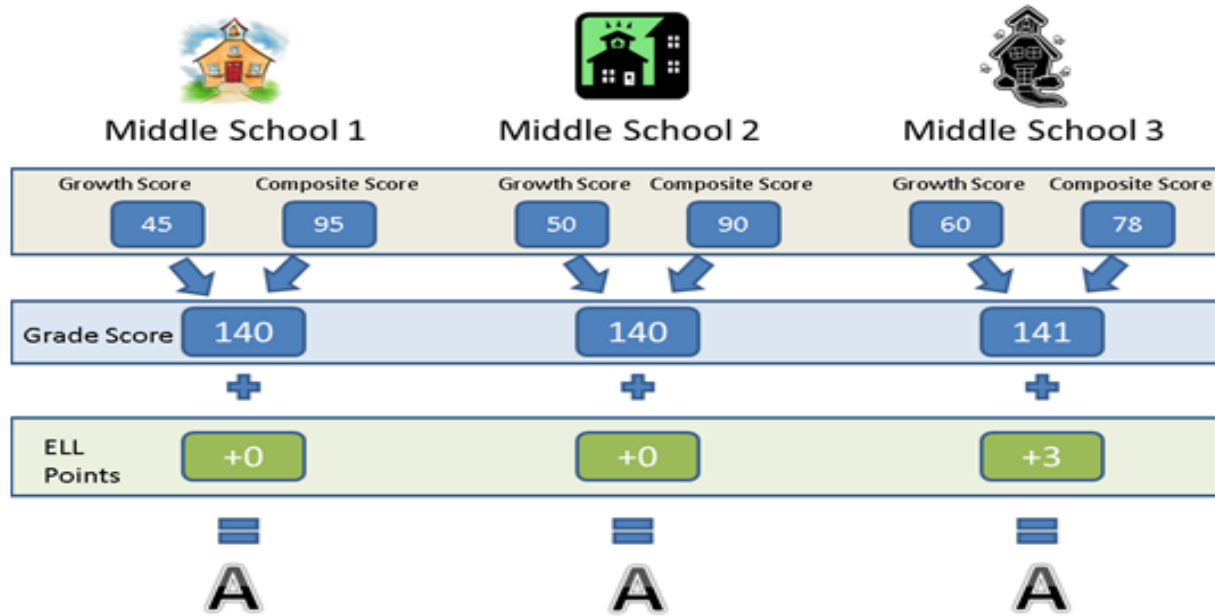 Middle School 1 Middle School 2 Middle School 3
Growth Score Composite Score Growth Score Composite Score Growth Score Composite Score
45 95 50 90 60 78
Grade Score 140 140 141
+ + +
ELL Points +0 +0 +3
= = =
A A A